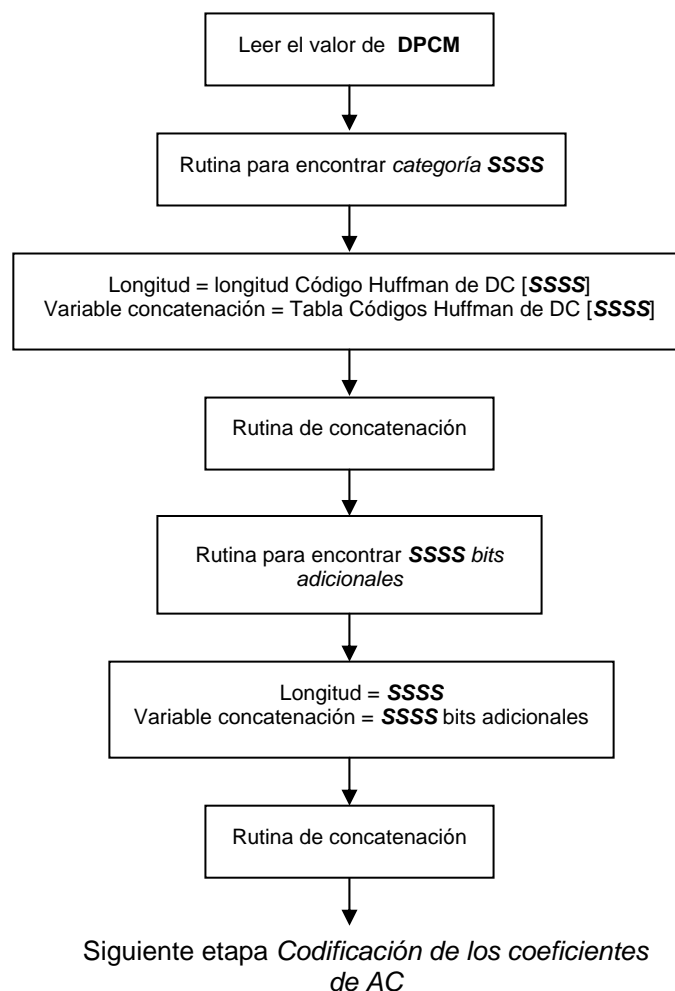 Leer el valor de DPCM
Rutina para encontrar categoría SSSS
Longitud = longitud Código Huffman de DC [SSSS]
Variable concatenación = Tabla Códigos Huffman de DC [SSSS]
Rutina de concatenación
Rutina para encontrar SSSS bits
adicionales
Longitud = SSSS
Variable concatenación = SSSS bits adicionales
Rutina de concatenación
Siguiente etapa Codificación de los coeficientes
de AC